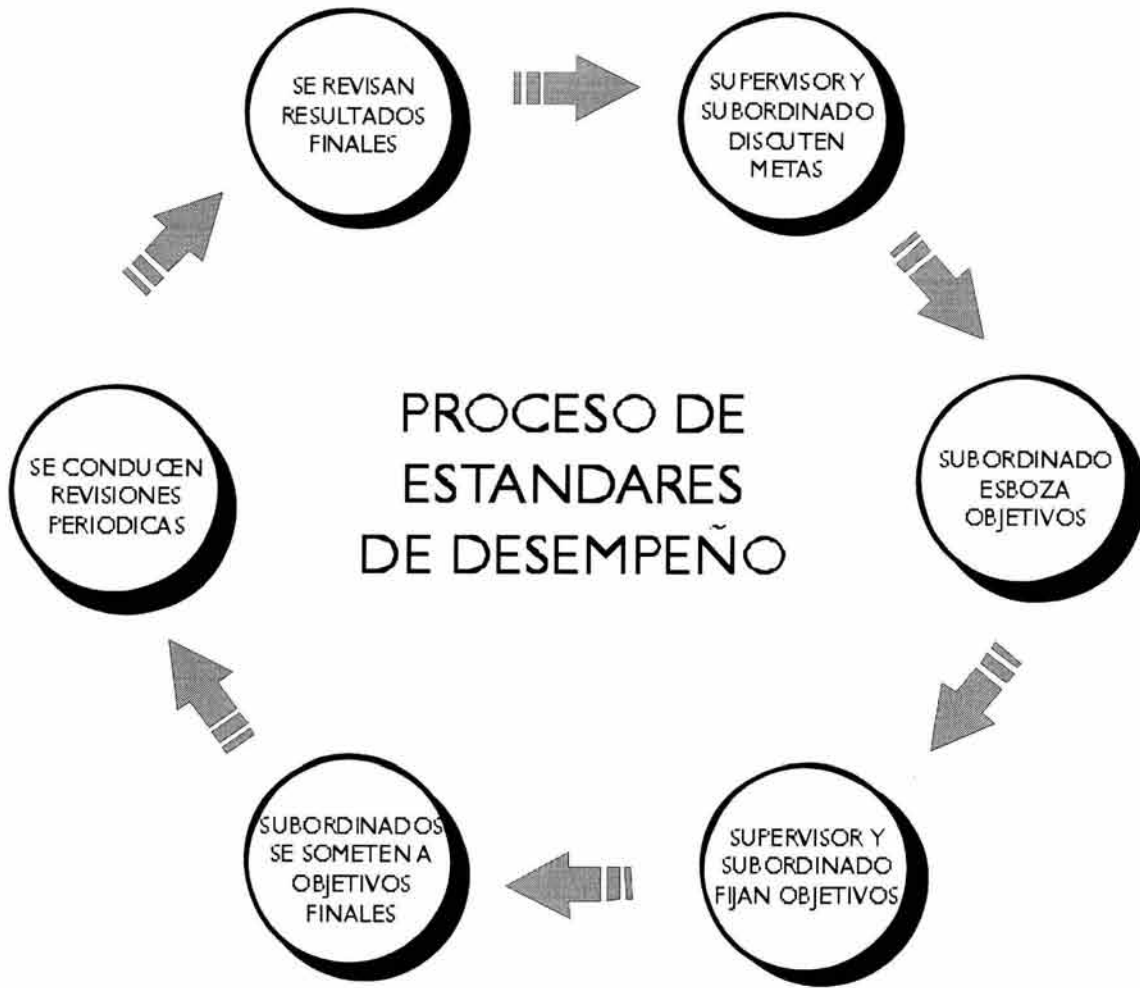 SE REVISAN
RESULTADOS
FINALES
SUPERVISOR Y
SUBORDINADO
DISCUTEN
METAS
SUBORDINADO
ESBOZA
OBJETIVOS
SUPERVISOR Y
SUBORDINADO
FIJAN OBJETIVOS
SUBORDINADOS
SE SOMETEN A
OBJETIVOS
FINALES
SE CONDUCEN
REVISIONES
PERIODICAS
PROCESO DE
ESTANDARES
DE DESEMPEÑO